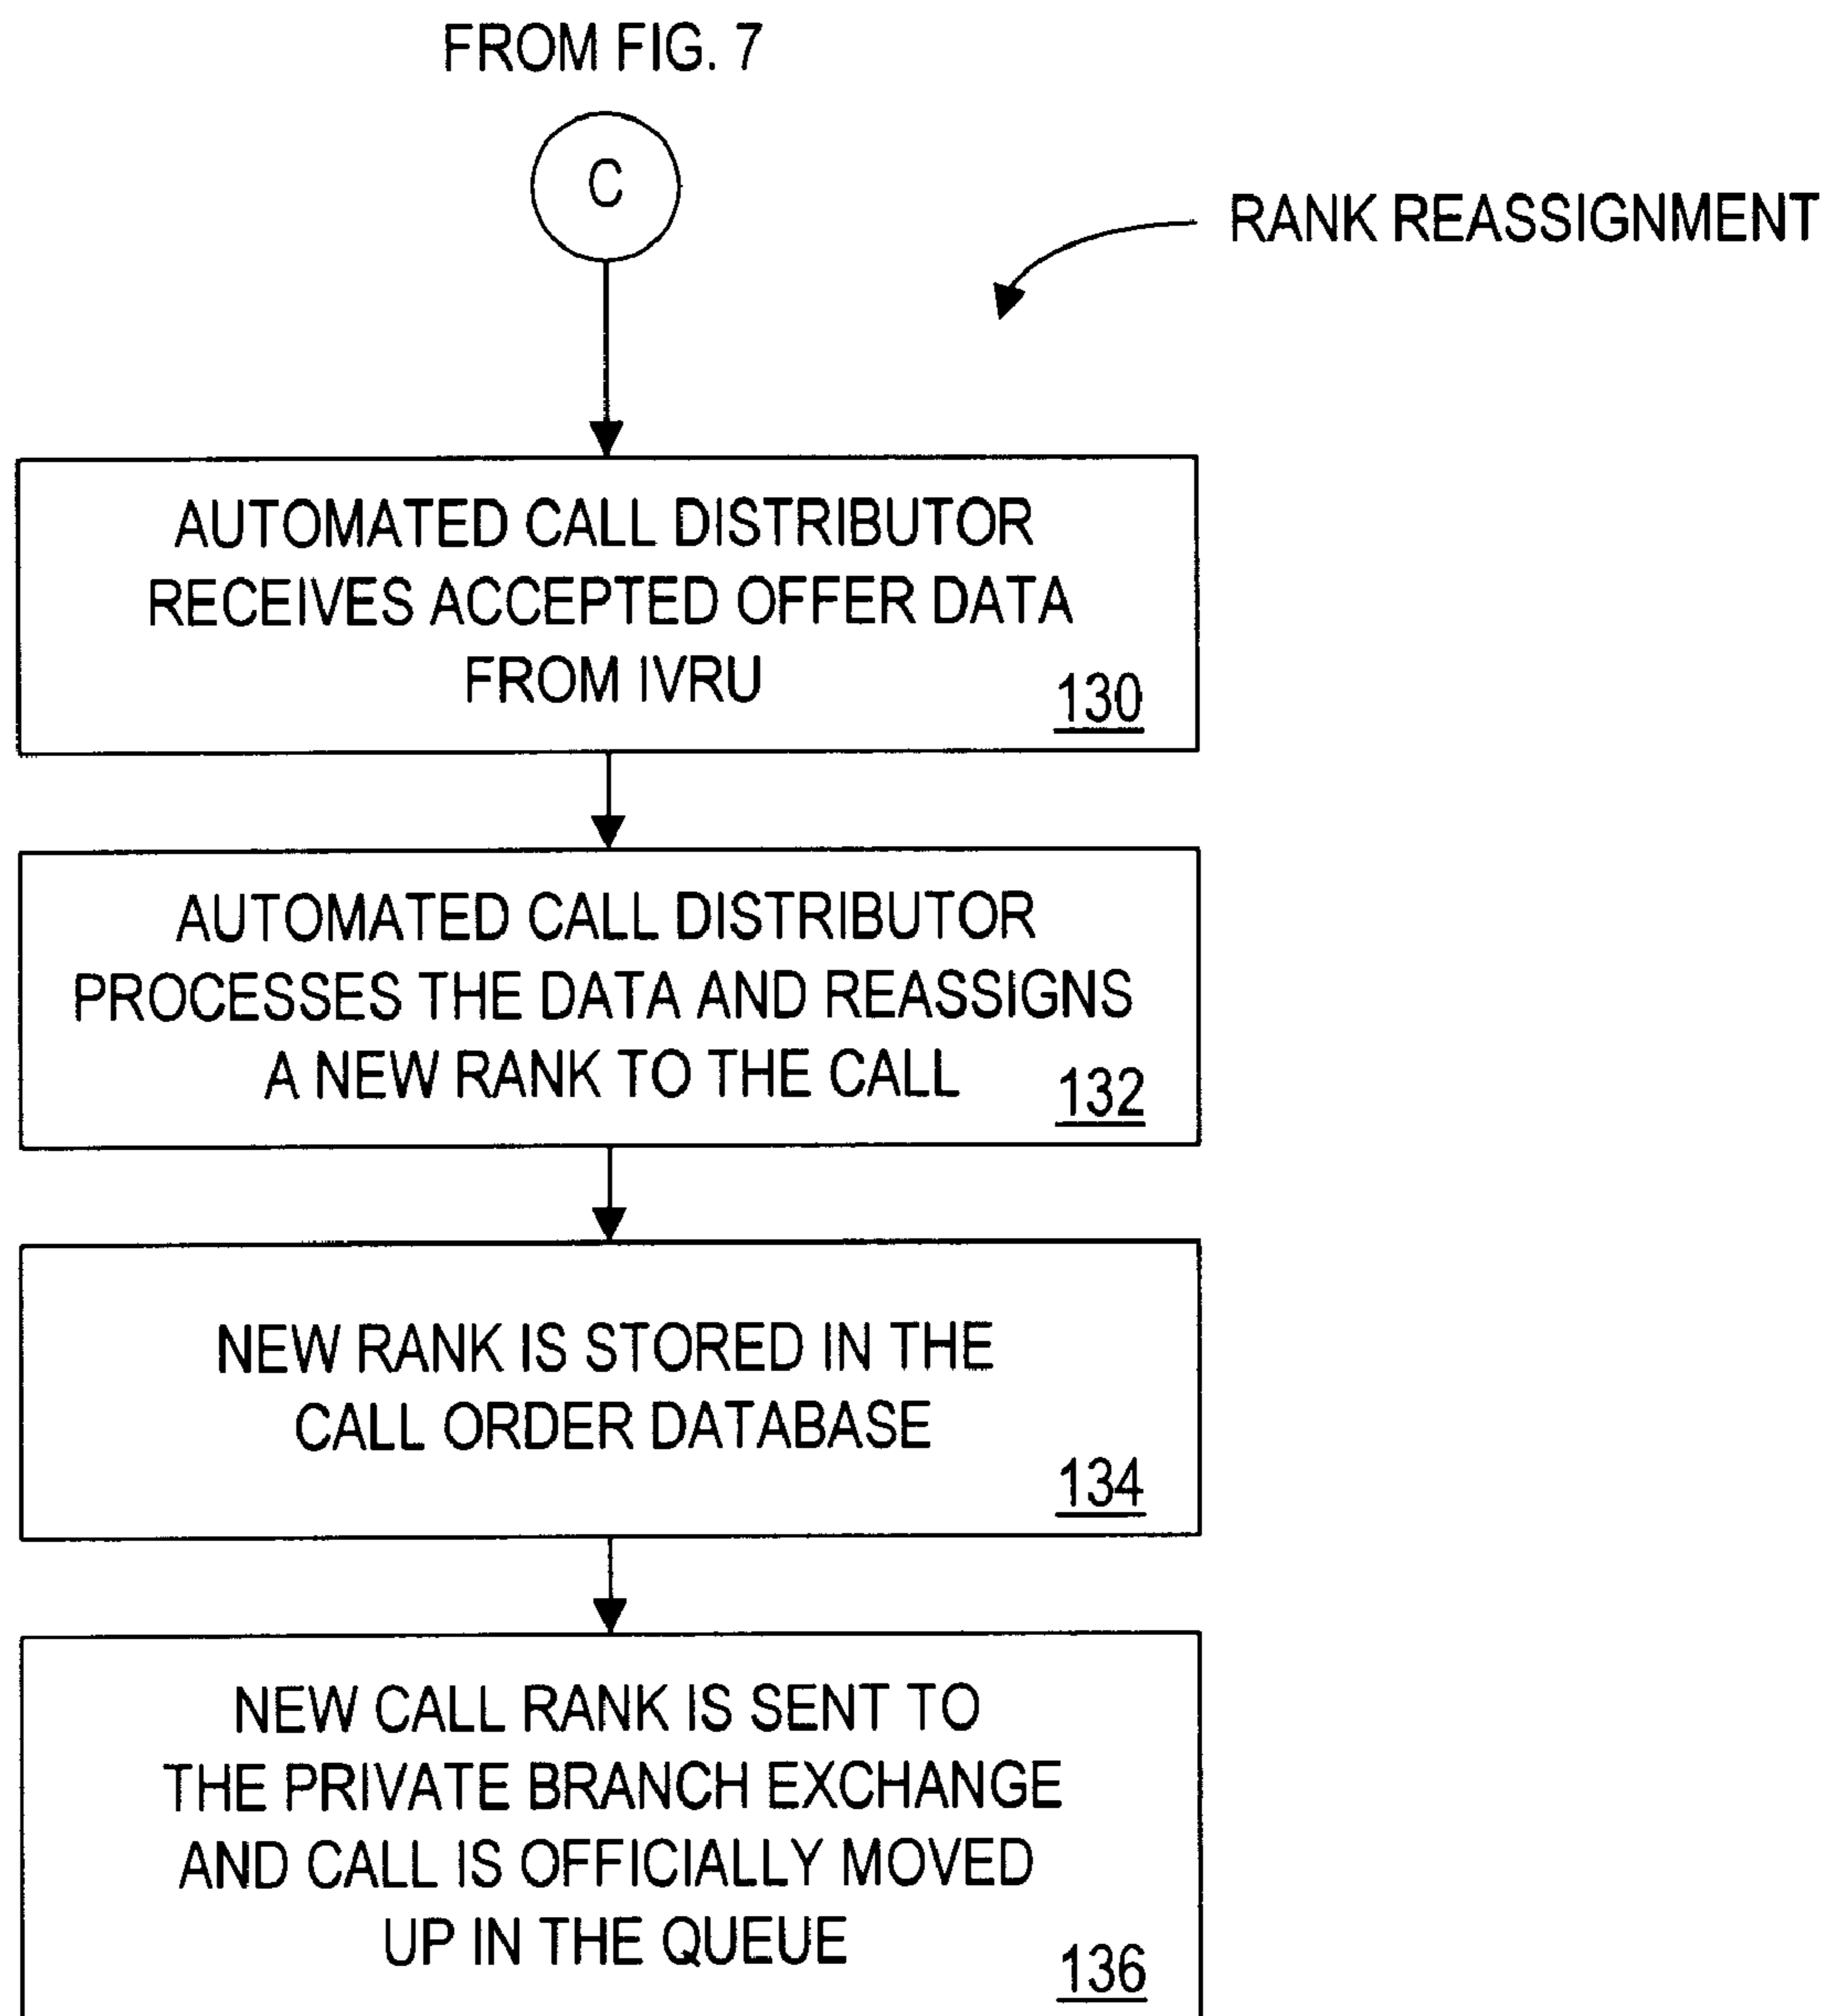 FROM FIG. 7
C
RANK REASSIGNMENT
AUTOMATED CALL DISTRIBUTOR
RECEIVES ACCEPTED OFFER DATA
FROM IVRU
130
AUTOMATED CALL DISTRIBUTOR
PROCESSES THE DATA AND REASSIGNS
A NEW RANK TO THE CALL
132
NEW RANK IS STORED IN THE
CALL ORDER DATABASE
134
NEW CALL RANK IS SENT TO
THE PRIVATE BRANCH EXCHANGE
AND CALL IS OFFICIALLY MOVED
UP IN THE QUEUE
136